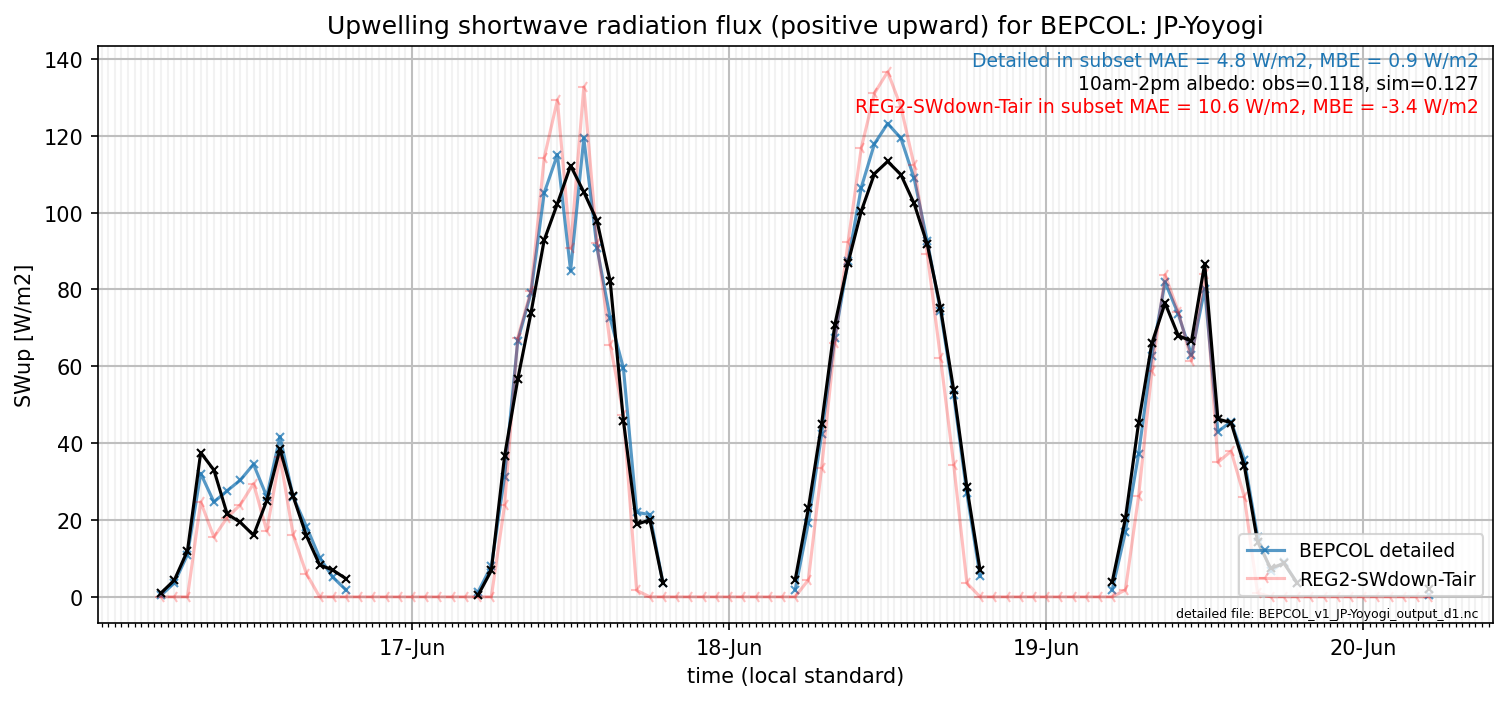 Upwelling shortwave radiation flux (positive upward) for BEPCOL: JP-Yoyogi
Detailed in subset MAE = 4.8 W/m2, MBE = 0.9 W/m2
10am-2pm albedo: obs=0.118, sim=0.127
REG2-SWdown-Tair in subset MAE = 10.6 W/m2, MBE = -3.4 W/m2
SWup [W/m2]
140
120
100
80
60
40
20
0
BEPCOL detailed
REG2-SWdown-Tair
detailed file: BEPCOL_v1_JP-Yoyogi_output_d1.nc
17-Jun 18-Jun 19-Jun 20-Jun
time (local standard)